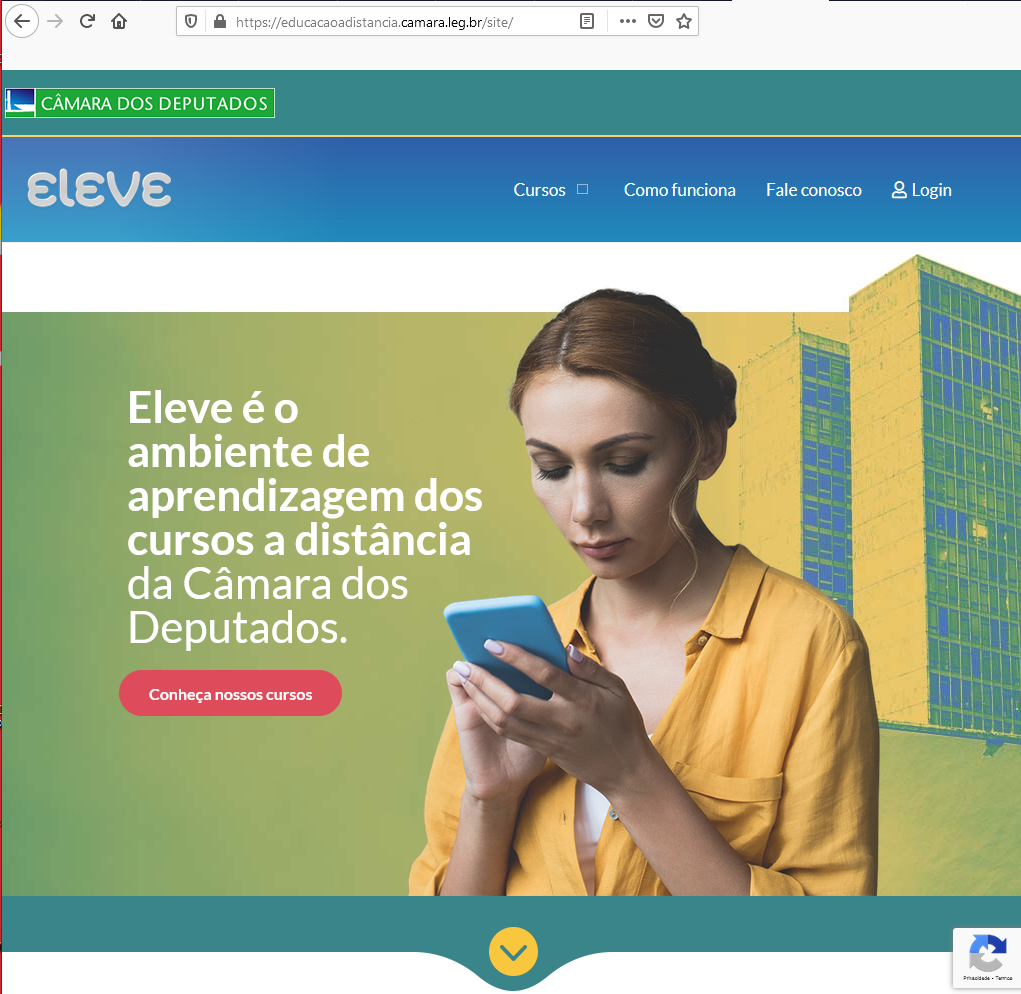 https://educacaoadistancia.camara.leg.br/site/
CÂMARA DOS DEPUTADOS
eleve
Cursos Como funciona Fale conosco Login
Eleve é o
ambiente de
aprendizagem dos
cursos a distância
da Câmara dos
Deputados.
Conheça nossos cursos
Privacidade - Termos